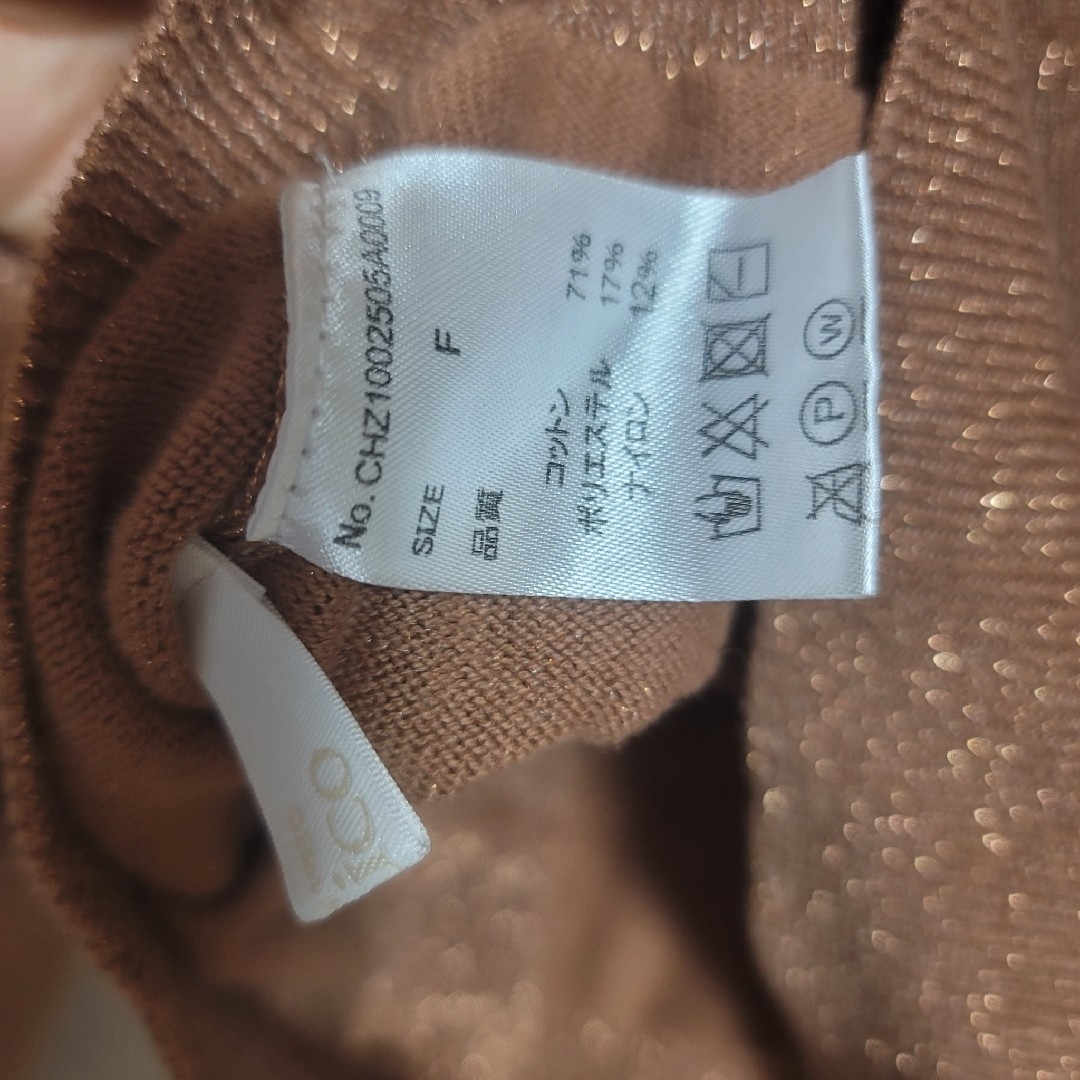 No. CHZ1002505A0009
SIZE F
品質
コットン 71%
ポリエステル 17%
ナイロン 12%
P W
CO